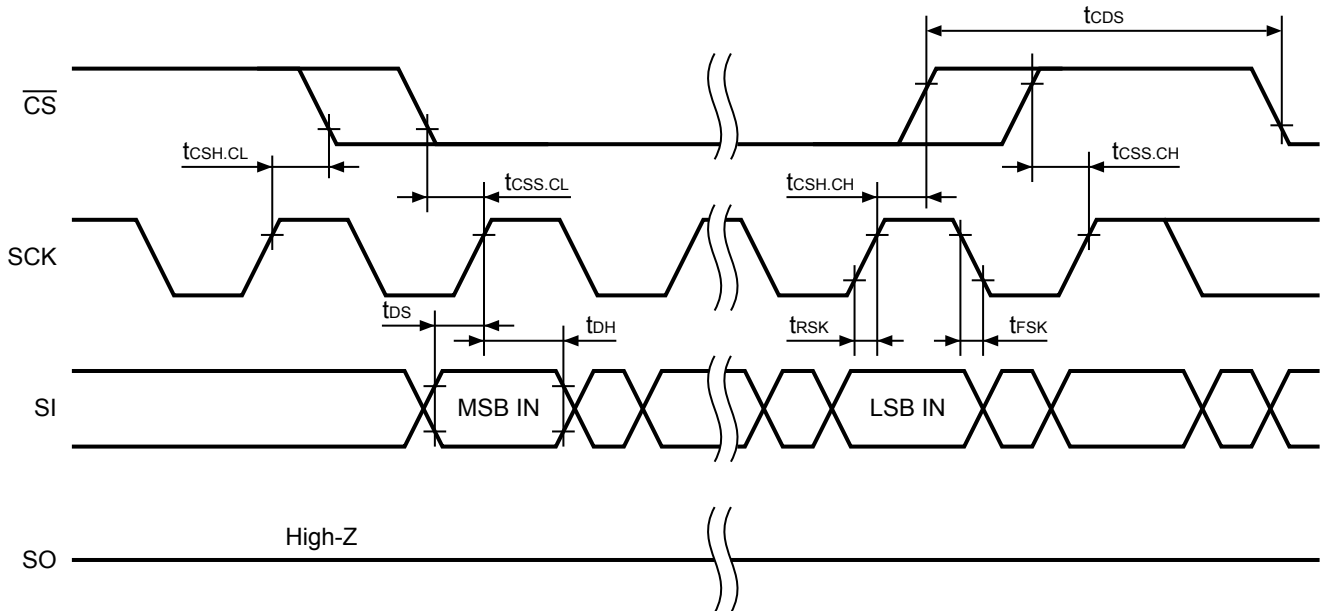 tCDS
CS
tCSH.CL
tCSS.CL
tCSH.CH
tCSS.CH
SCK
tDS
tDH
tRSK
tFSK
SI
MSB IN
LSB IN
High-Z
SO